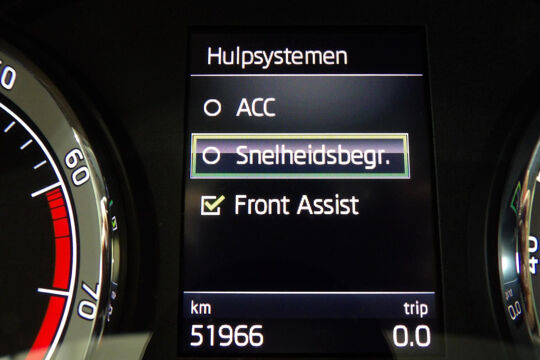 Hulpsystemen
ACC
Snelheidsbegr.
Front Assist
km trip
51966 0.0
60
70